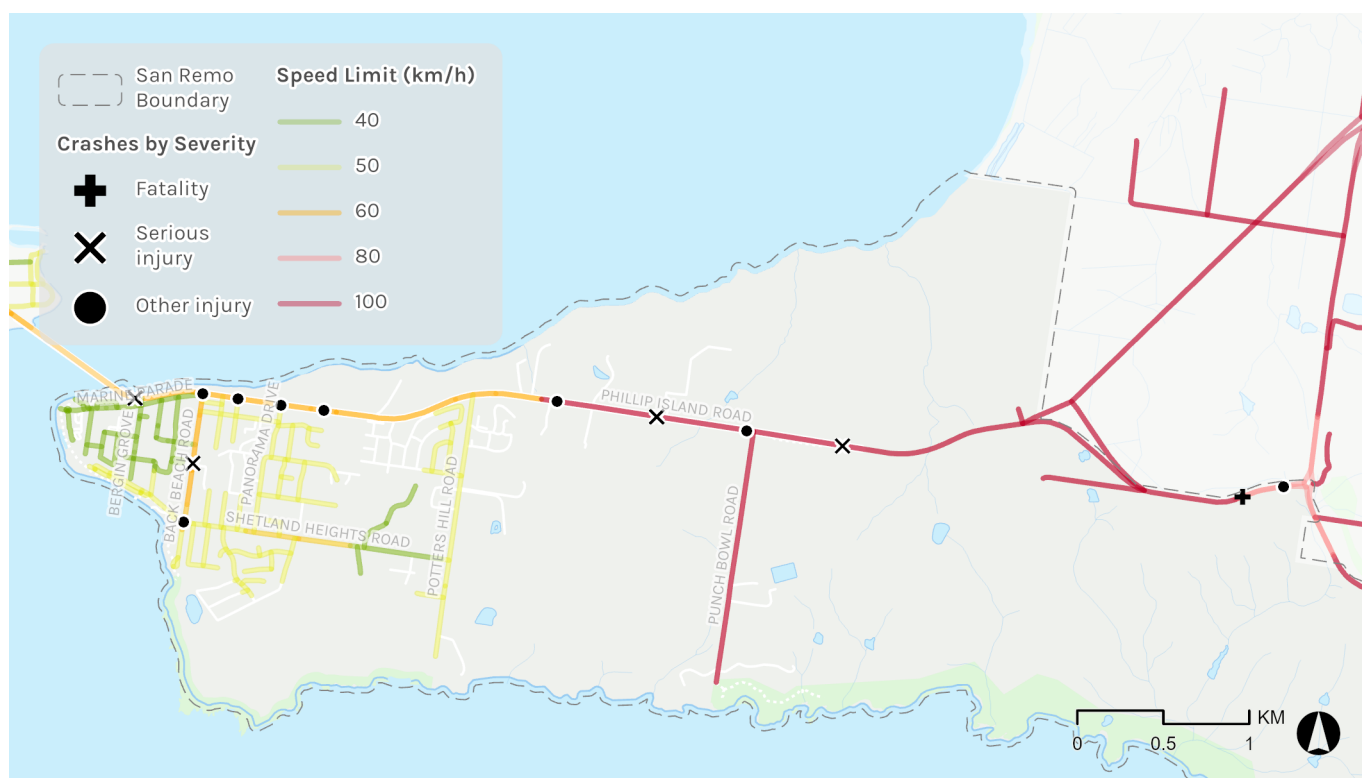 San Remo
Boundary
Crashes by Severity
Fatality
Serious
injury
Other injury
Speed Limit (km/h)
40
50
60
80
100
MARINE PARADE
BERGIN GROVE
BACK BEACH ROAD
PANORAMA DRIVE
SHETLAND HEIGHTS ROAD
POTTERS HILL ROAD
PHILLIP ISLAND ROAD
PUNCH BOWL ROAD
KM
0 0.5 1